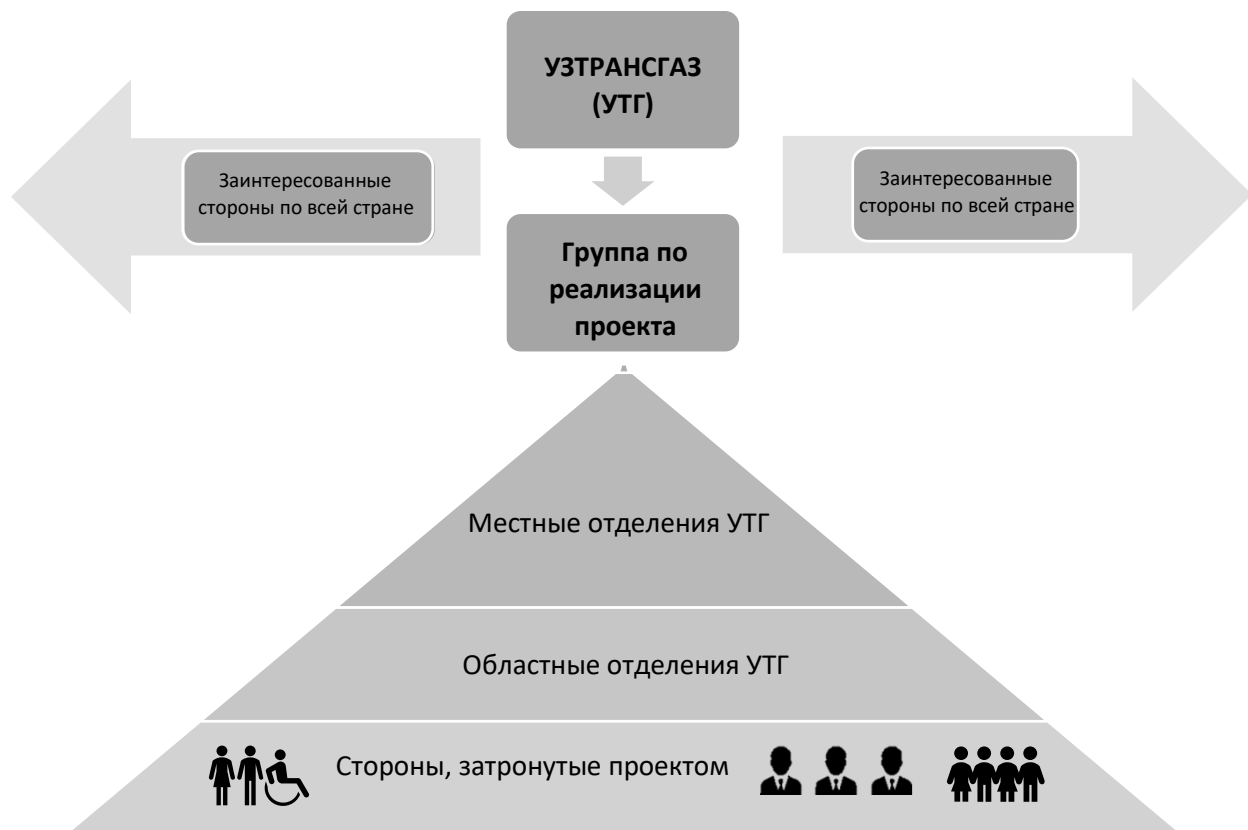 УЗТРАНСГАЗ
(УТГ)
Заинтересованные
стороны по всей стране
Заинтересованные
стороны по всей стране
Группа по
реализации
проекта
Местные отделения УТГ
Областные отделения УТГ
Стороны, затронутые проектом